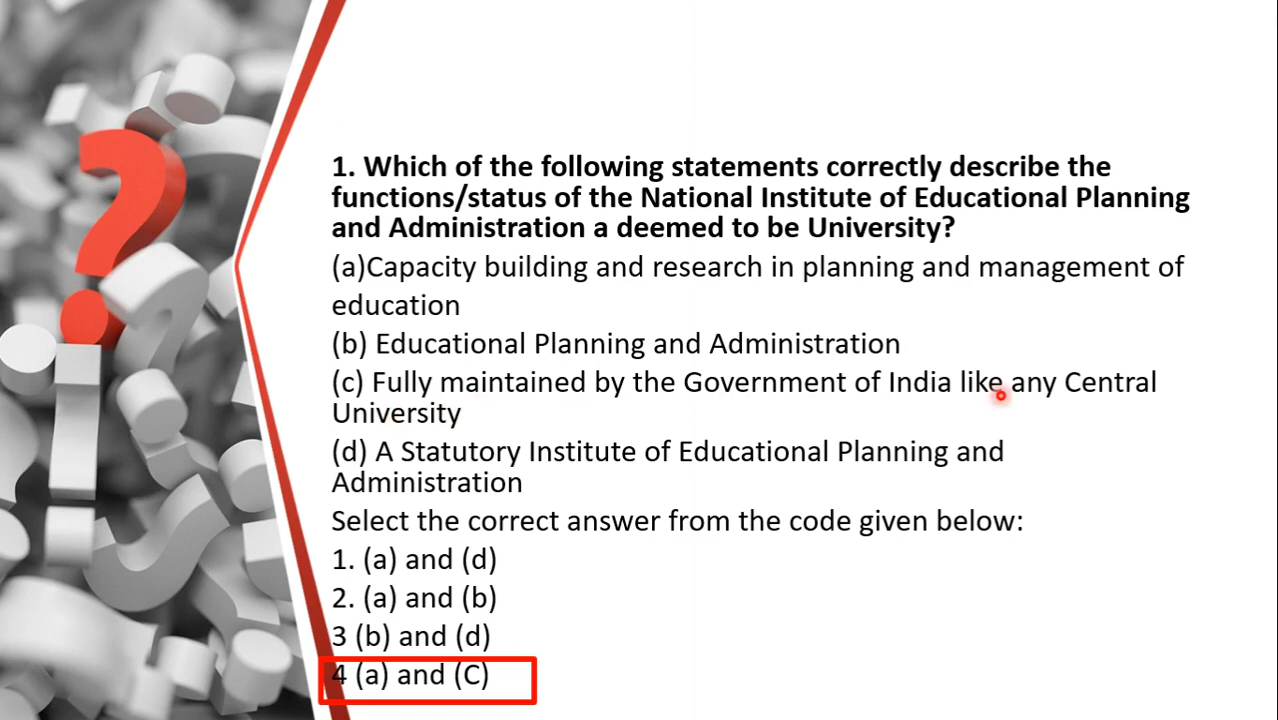 1. Which of the following statements correctly describe the
functions/status of the National Institute of Educational Planning
and Administration a deemed to be University?
(a)Capacity building and research in planning and management of
education
(b) Educational Planning and Administration
(c) Fully maintained by the Government of India like any Central
University
(d) A Statutory Institute of Educational Planning and
Administration
Select the correct answer from the code given below:
1. (a) and (d)
2. (a) and (b)
3 (b) and (d)
4 (a) and (C)